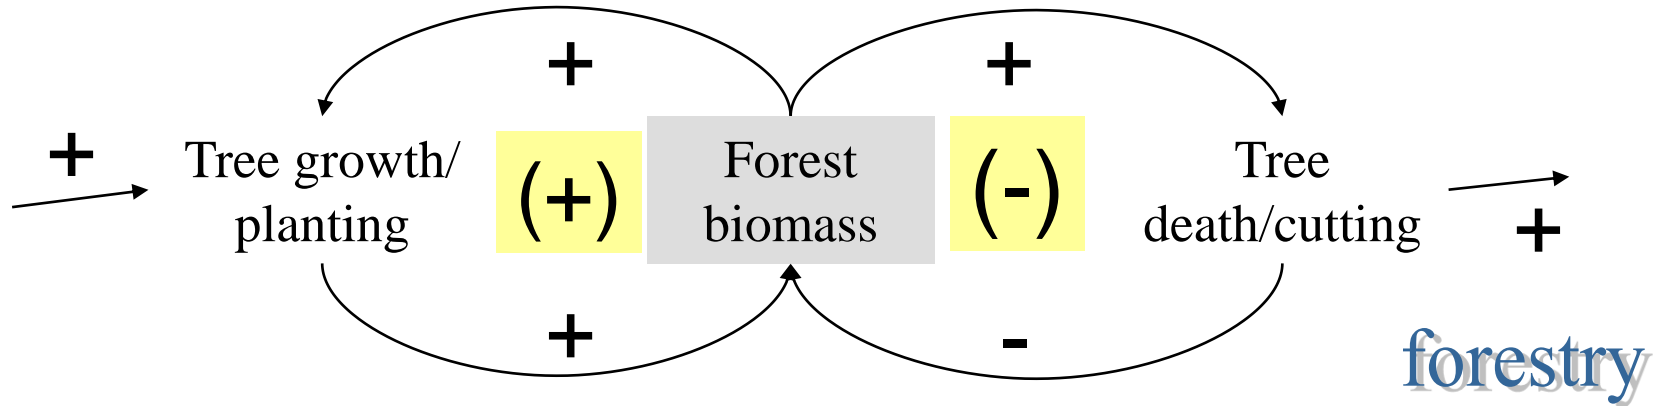 +
+
+
Tree growth/
planting
(+)
Forest
biomass
(-)
Tree
death/cutting
+
+
-
forestry